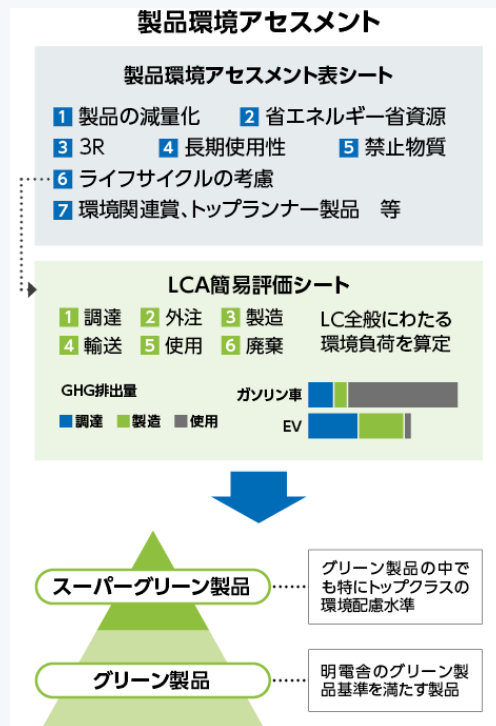 製品環境アセスメント
製品環境アセスメント表シート
1 製品の減量化 2 省エネルギー省資源
3 3R 4 長期使用性 5 禁止物質
6 ライフサイクルの考慮
7 環境関連賞、トップランナー製品 等
LCA簡易評価シート
1 調達 2 外注 3 製造
4 輸送 5 使用 6 廃棄
LC全般にわたる
環境負荷を算定
GHG排出量
調達 製造 使用
ガソリン車
EV
スーパーグリーン製品
グリーン製品の中で
も特にトップクラスの
環境配慮水準
グリーン製品
明電舎のグリーン製
品基準を満たす製品